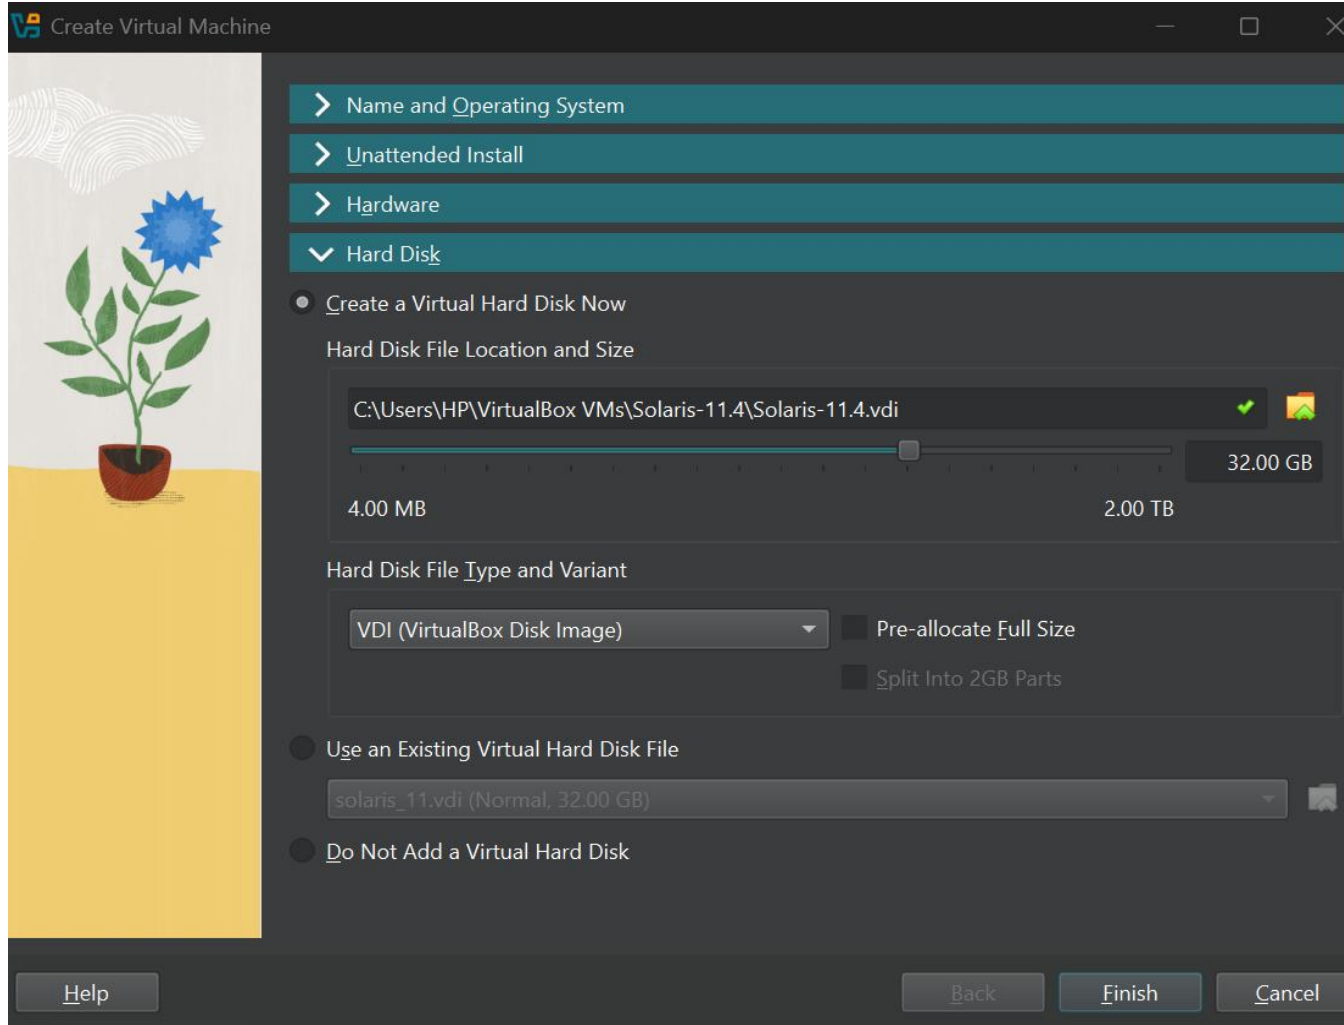 Create Virtual Machine
Name and Operating System
Unattended Install
Hardware
Hard Disk
Create a Virtual Hard Disk Now
Hard Disk File Location and Size
C:\Users\HP\VirtualBox VMs\Solaris-11.4\Solaris-11.4.vdi
32.00 GB
4.00 MB 2.00 TB
Hard Disk File Type and Variant
VDI (VirtualBox Disk Image) Pre-allocate Full Size
Split Into 2GB Parts
Use an Existing Virtual Hard Disk File
solaris_11.vdi (Normal, 32.00 GB)
Do Not Add a Virtual Hard Disk
Help Back Finish Cancel